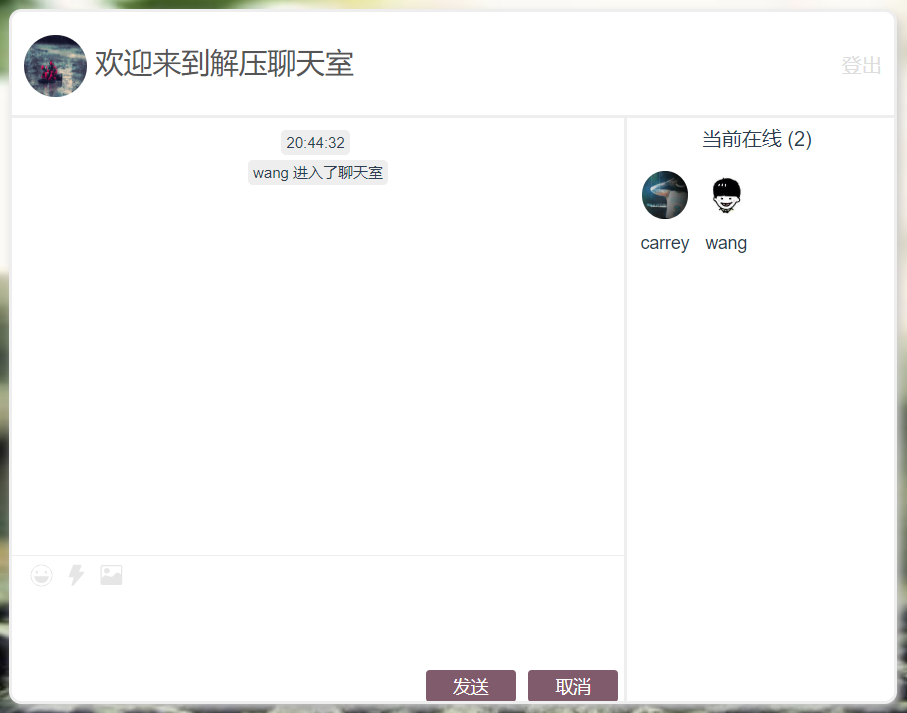 欢迎来到解压聊天室
登出
20:44:32
wang 进入了聊天室
当前在线 (2)
carrey
wang
发送
取消